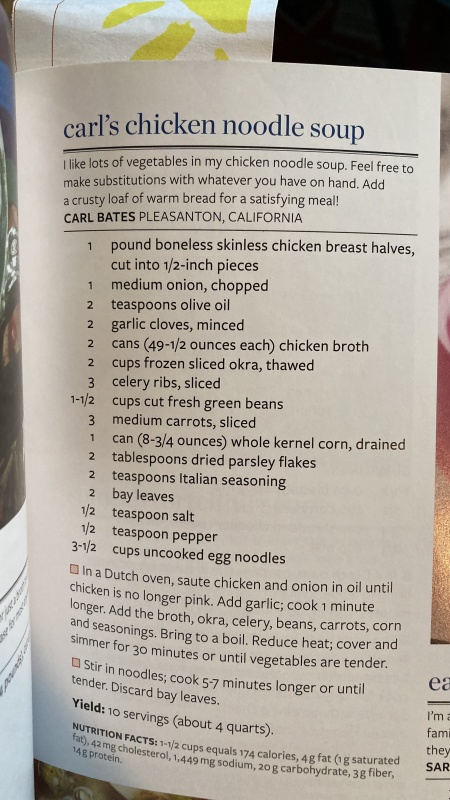 carl's chicken noodle soup
I like lots of vegetables in my chicken noodle soup. Feel free to
make substitutions with whatever you have on hand. Add
a crusty loaf of warm bread for a satisfying meal!
CARL BATES PLEASANTON, CALIFORNIA
1 pound boneless skinless chicken breast halves,
cut into 1/2-inch pieces
1 medium onion, chopped
2 teaspoons olive oil
2 garlic cloves, minced
2 cans (49-1/2 ounces each) chicken broth
2 cups frozen sliced okra, thawed
3 celery ribs, sliced
1-1/2 cups cut fresh green beans
3 medium carrots, sliced
1 can (8-3/4 ounces) whole kernel corn, drained
2 tablespoons dried parsley flakes
2 teaspoons Italian seasoning
2 bay leaves
1/2 teaspoon salt
1/2 teaspoon pepper
3-1/2 cups uncooked egg noodles
In a Dutch oven, saute chicken and onion in oil until
chicken is no longer pink. Add garlic; cook 1 minute
longer. Add the broth, okra, celery, beans, carrots, corn
and seasonings. Bring to a boil. Reduce heat; cover and
simmer for 30 minutes or until vegetables are tender.
Stir in noodles; cook 5-7 minutes longer or until
tender. Discard bay leaves.
Yield: 10 servings (about 4 quarts).
NUTRITION FACTS: 1-1/2 cups equals 174 calories, 4 g fat (1 g saturated
fat), 42 mg cholesterol, 1,449 mg sodium, 20 g carbohydrate, 3 g fiber,
14 g protein.
ea
I'm a
fami
they
SAR